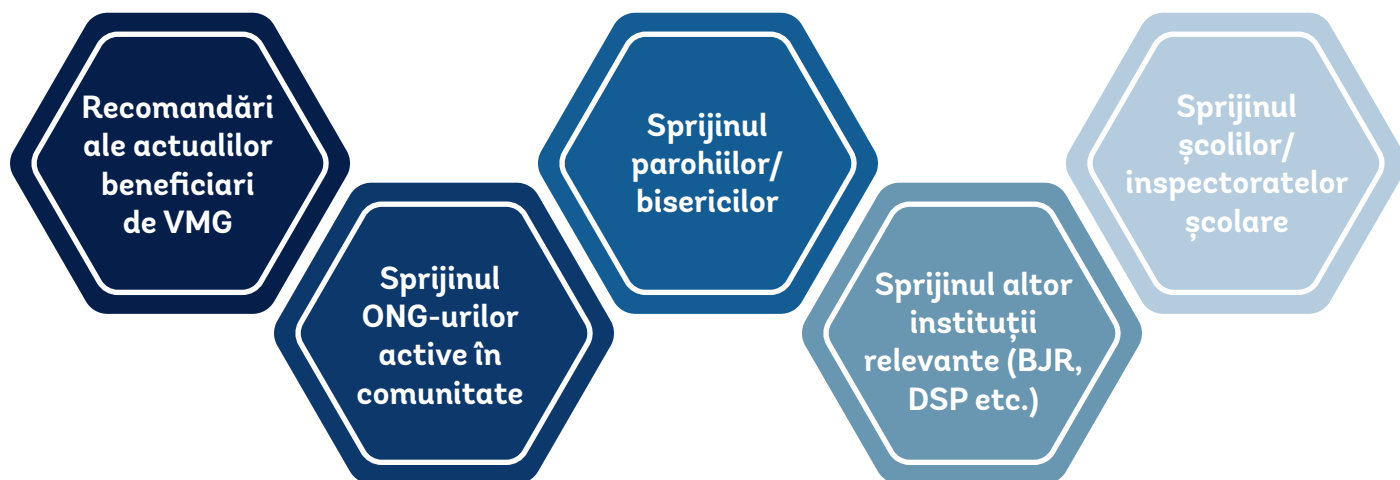 Recomandări
ale actualilor
beneficiari
de VMG
Sprijinul
ONG-urilor
active în
comunitate
Sprijinul
parohiilor/
bisericilor
Sprijinul altor
instituții
relevante (BJR,
DSP etc.)
Sprijinul
școlilor/
inspectoratelor
școlare